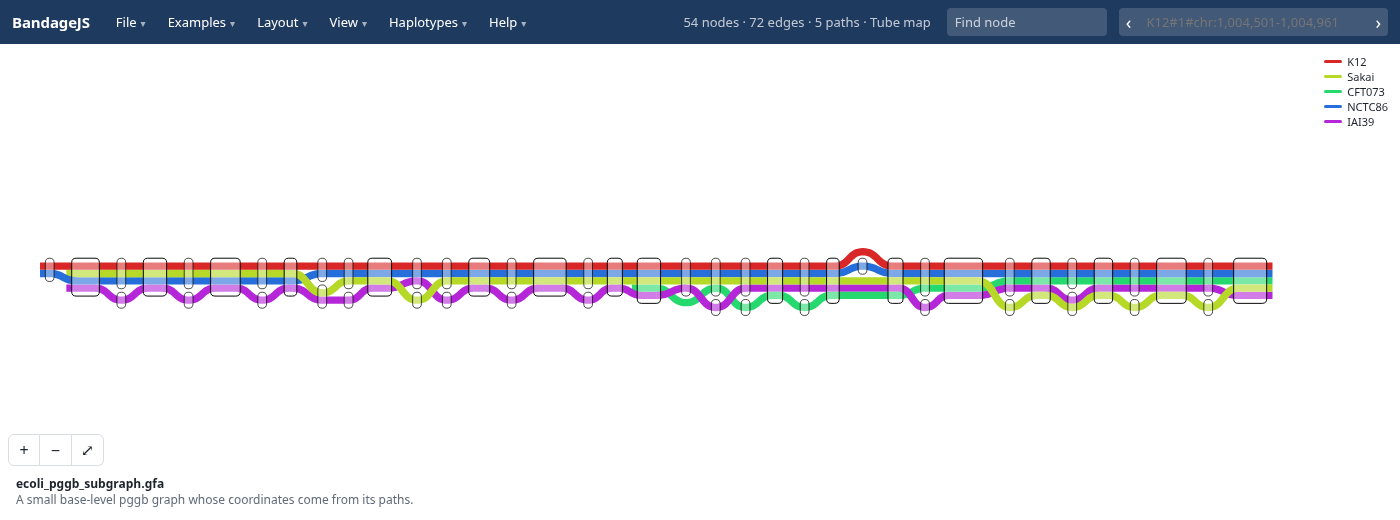 BandageJS File ▾ Examples ▾ Layout ▾ View ▾ Haplotypes ▾ Help ▾ 54 nodes · 72 edges · 5 paths · Tube map Find node ‹ K12#1#chr:1,004,501-1,004,961 ›
K12
Sakai
CFT073
NCTC86
IAI39
+ − ⤢
ecoli_pggb_subgraph.gfa
A small base-level pggb graph whose coordinates come from its paths.